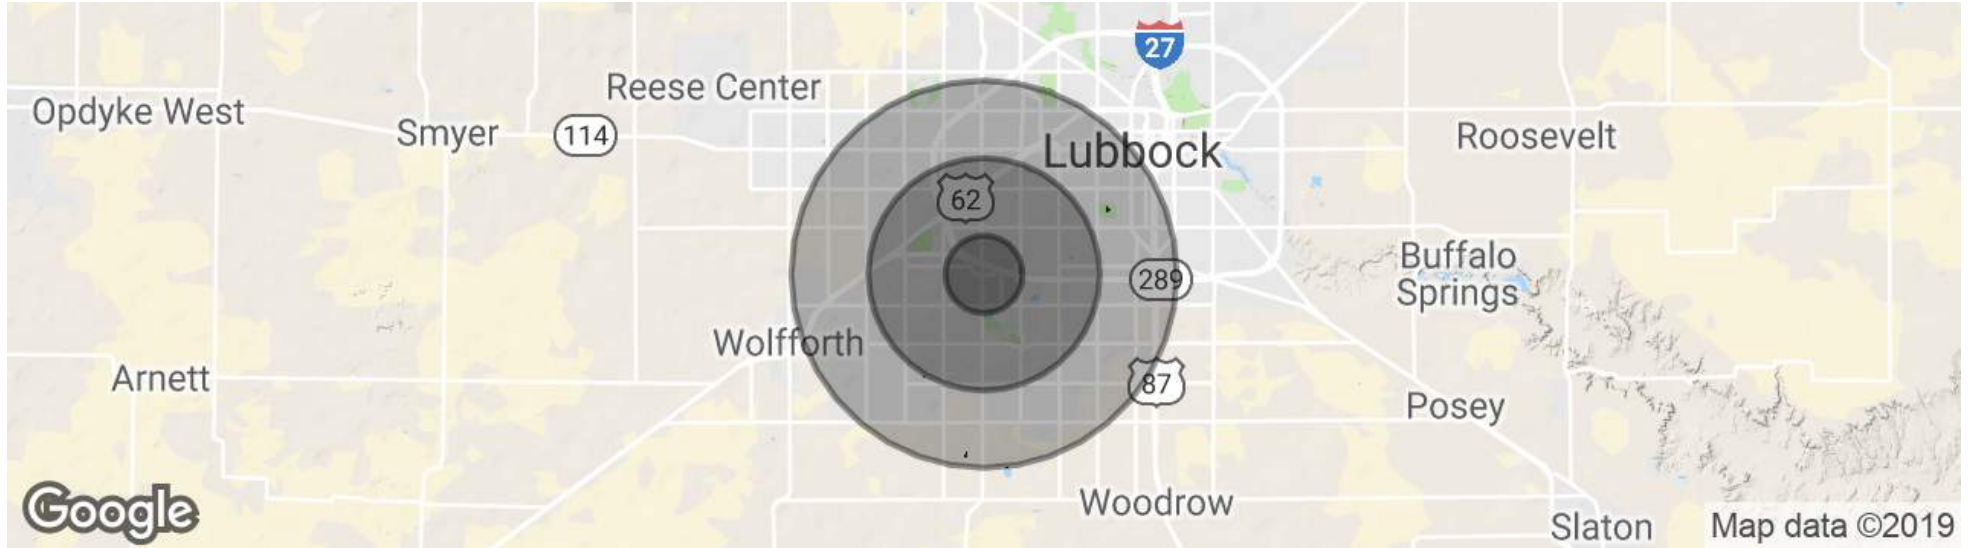 27
Reese Center
Opdyke West
Smyer
114
Lubbock
Roosevelt
62
Buffalo
Springs
289
Wolfforth
Arnett
87
Posey
Woodrow
Google
Slaton
Map data ©2019